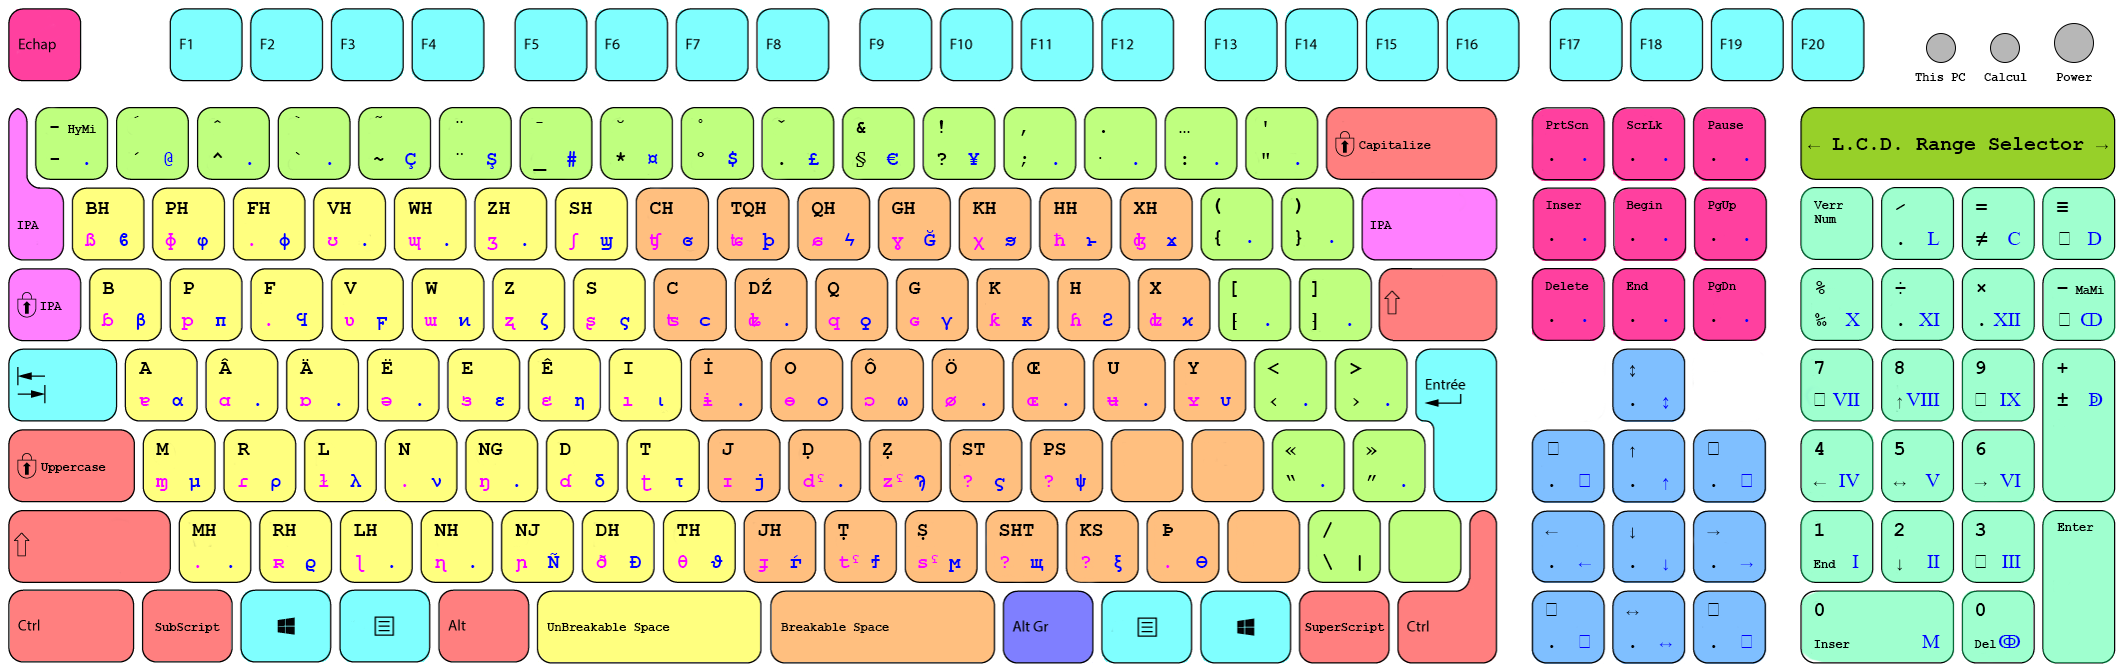 Echap F1 F2 F3 F4 F5 F6 F7 F8 F9 F10 F11 F12 F13 F14 F15 F16 F17 F18 F19 F20
This PC Calcul Power
− HyMi ´ ^ ` ~ ¨ ¯ ˘ ° ˇ & ! , . … ' Capitalize PrtScn ScrLk Pause ← L.C.D. Range Selector →
- . ´ @ ^ . ` . ~ Ç ¨ Ş _ # * ¤ º $ . £ § € ? ¥ ; . · . : . " . . . . . . .
BH PH FH VH WH ZH SH CH TQH QH GH KH HH XH ( ) Inser Begin PgUp Verr Num ⁄ = ≡
IPA ß ϐ ɸ φ . ϕ ʋ . ɥ . ʒ . ʃ ɣ Ğ χ ħ { . } . IPA . . . . . . . L ≠ C □ D
B P F V W Z S C DŹ Q G K H X [ ] Delete End PgDn % ÷ × − MaMi
IPA ɓ β п . ʋ ɯ ʐ ζ ʂ ς ʦ . q ɢ γ к ɦ [ . ] . . . . . . . ‰ X . XI . XII □ ↀ
A Â Ä Ë E Ê I İ O Ô Ö Œ U Y < > Entrée ↕ 7 8 9 +
ɐ α ɑ . ɒ . ə . ɛ η ɪ ι ɨ . ɵ ο ɔ ω ø . œ . ʉ . ʏ υ ‹ . › . . ↕ □ VII ↑ VIII □ IX ± ↁ
M R L N NG D T J Ḍ Ẓ ST PS « » □ ↑ □ 4 5 6
Uppercase ɱ μ ɾ ρ ɫ λ . ν ŋ . ɗ δ ʈ τ ɪ j dˤ . zˤ ? ς ? ψ “ . ” . . □ . ↑ . □ ← IV ↔ V → VI
⇧ MH RH LH NH NJ DH TH JH Ṭ Ṣ SHT KS Þ / ← ↓ → 1 2 3 Enter
. . ʀ ϱ ɭ . ɳ . ɲ Ñ ð Đ θ ϑ ɟ ŕ tˤ sˤ ? щ ? ξ . ɵ \ | . ← . ↓ . → End I ↓ II □ III
Ctrl SubScript Alt UnBreakable Space Breakable Space Alt Gr SuperScript Ctrl □ ↔ □ 0 0
. □ . ↔ . □ Inser M Del ↂ